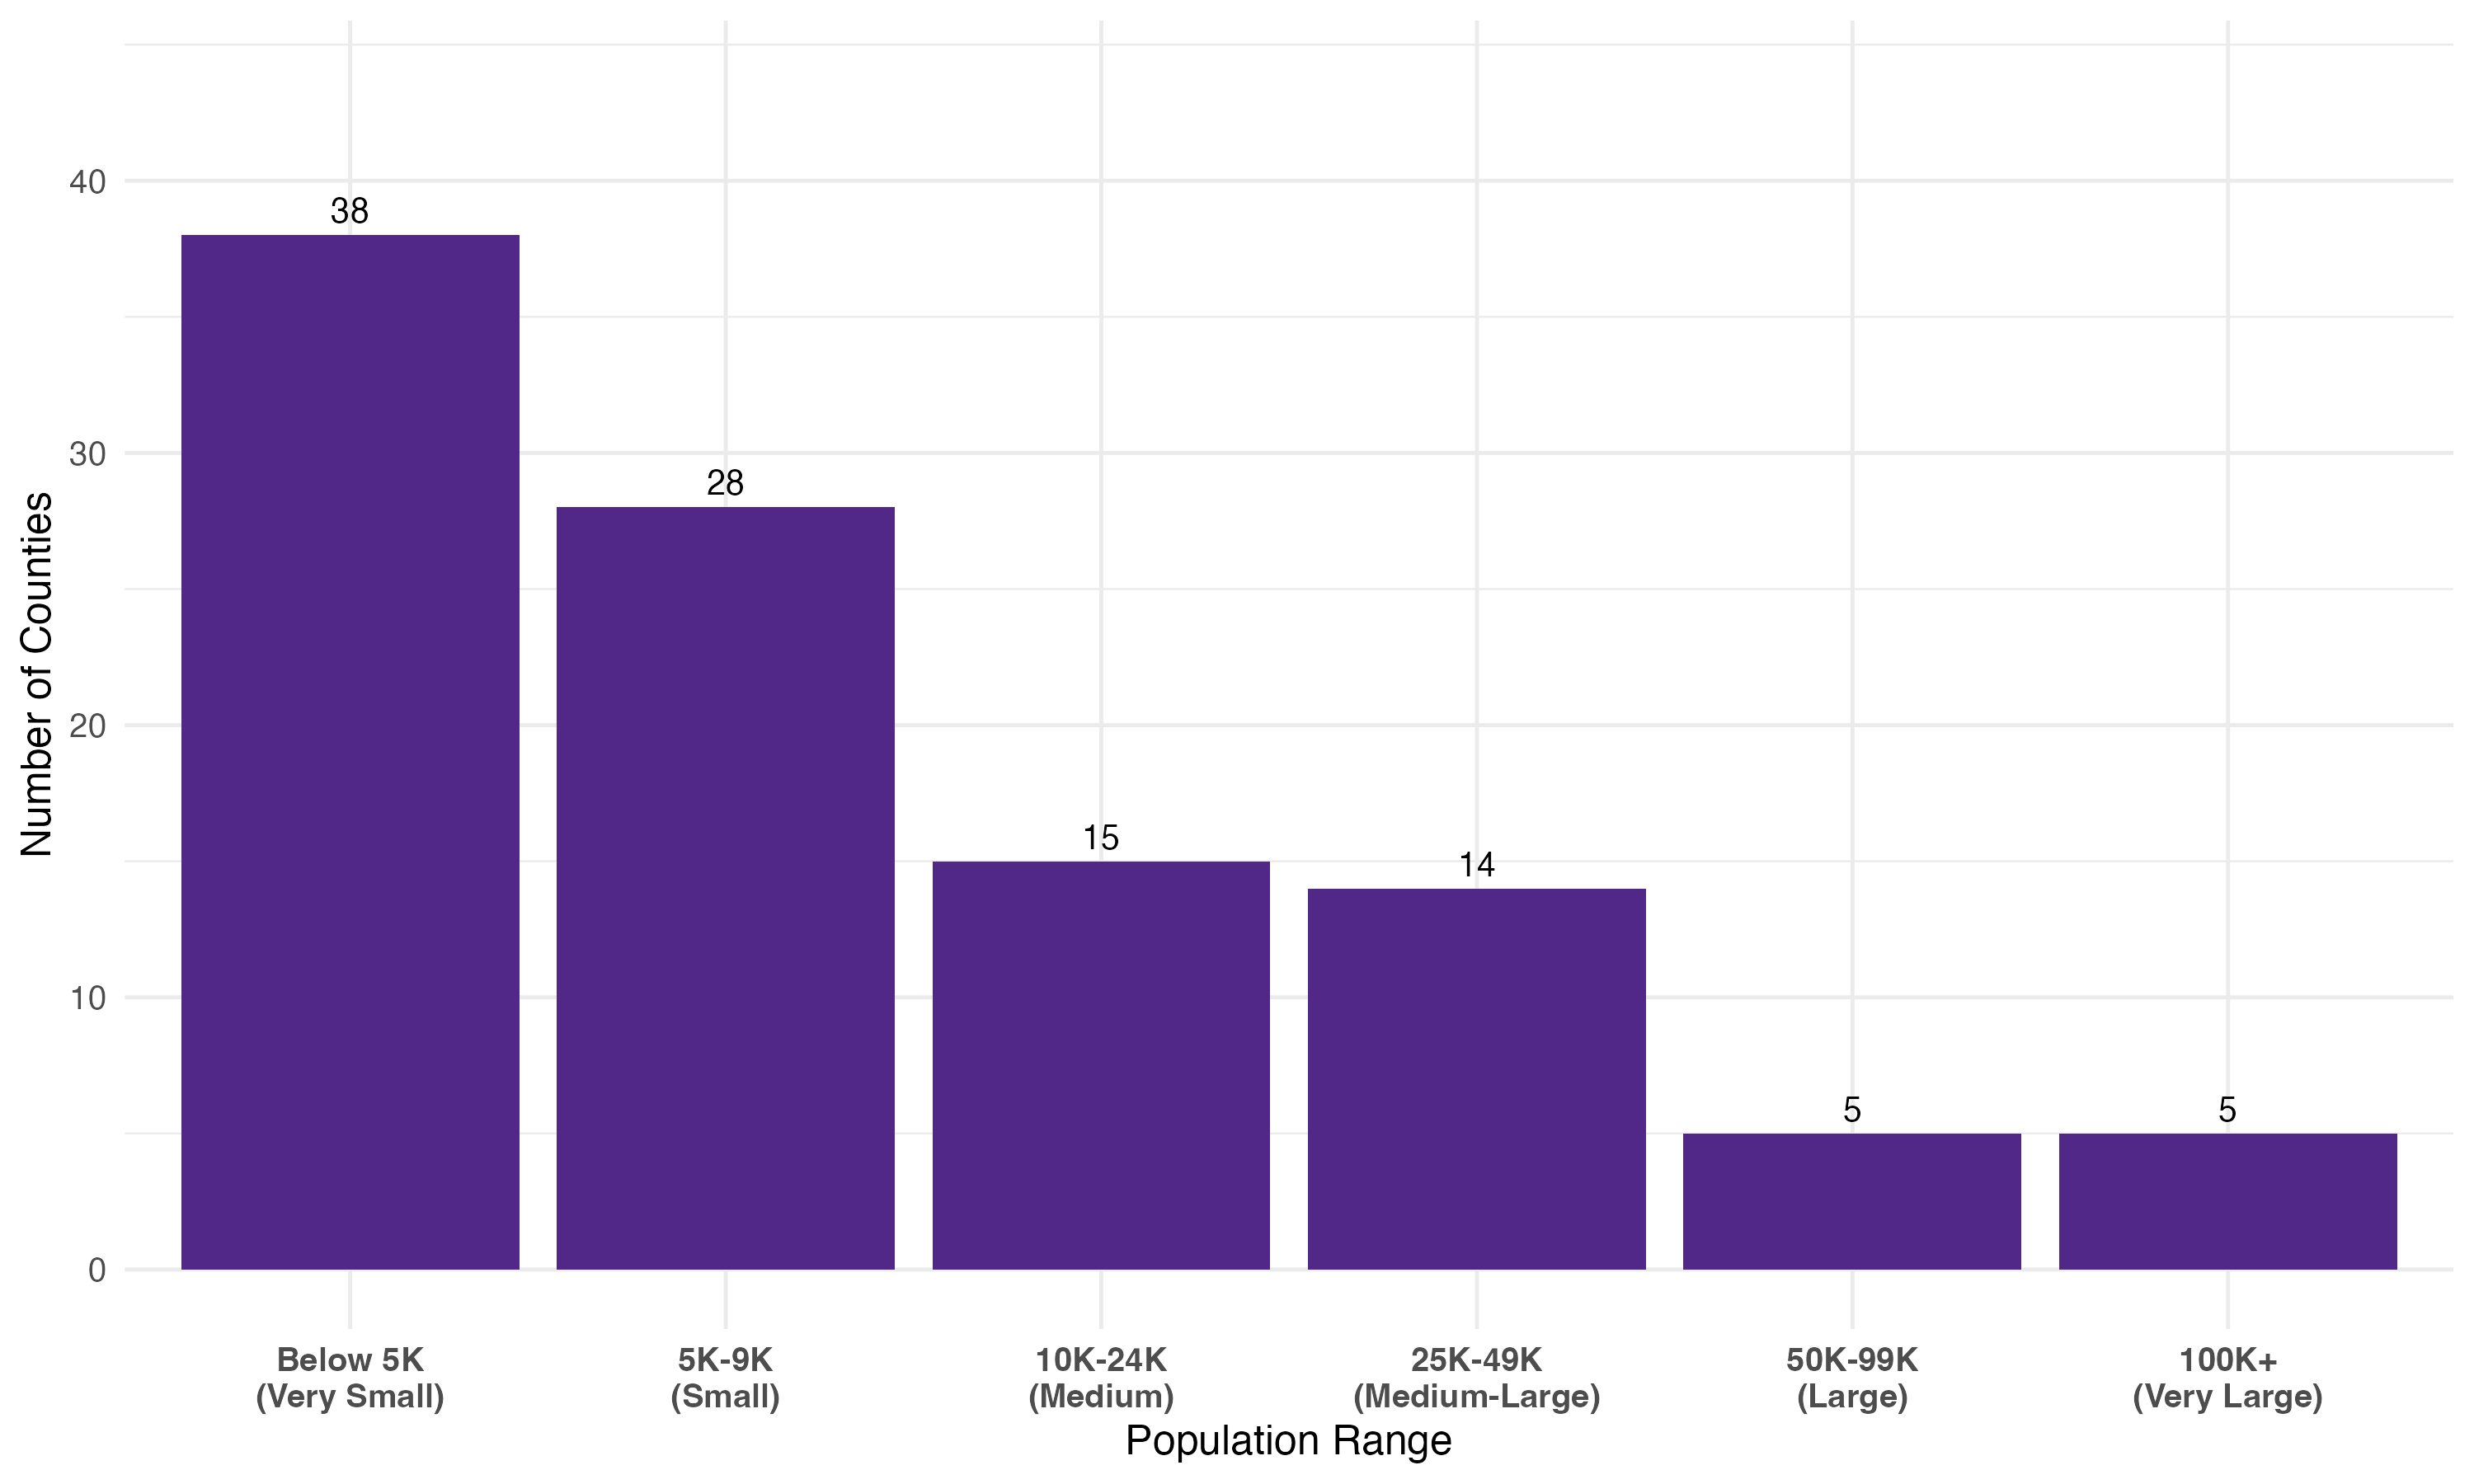 Number of Counties
40
30
20
10
0
38
28
15
14
5
5
Below 5K
(Very Small)
5K-9K
(Small)
10K-24K
(Medium)
25K-49K
(Medium-Large)
50K-99K
(Large)
100K+
(Very Large)
Population Range